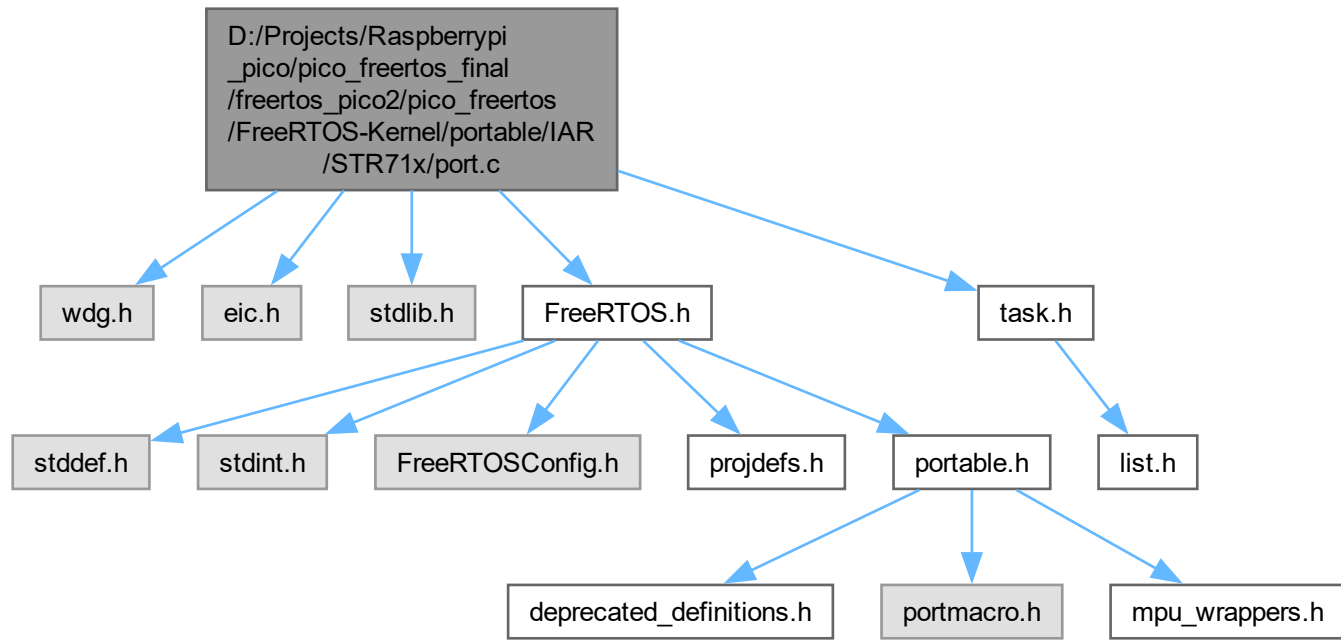 D:/Projects/Raspberrypi
_pico/pico_freertos_final
/freertos_pico2/pico_freertos
/FreeRTOS-Kernel/portable/IAR
/STR71x/port.c
wdg.h
eic.h
stdlib.h
FreeRTOS.h
task.h
stddef.h
stdint.h
FreeRTOSConfig.h
projdefs.h
portable.h
list.h
deprecated_definitions.h
portmacro.h
mpu_wrappers.h